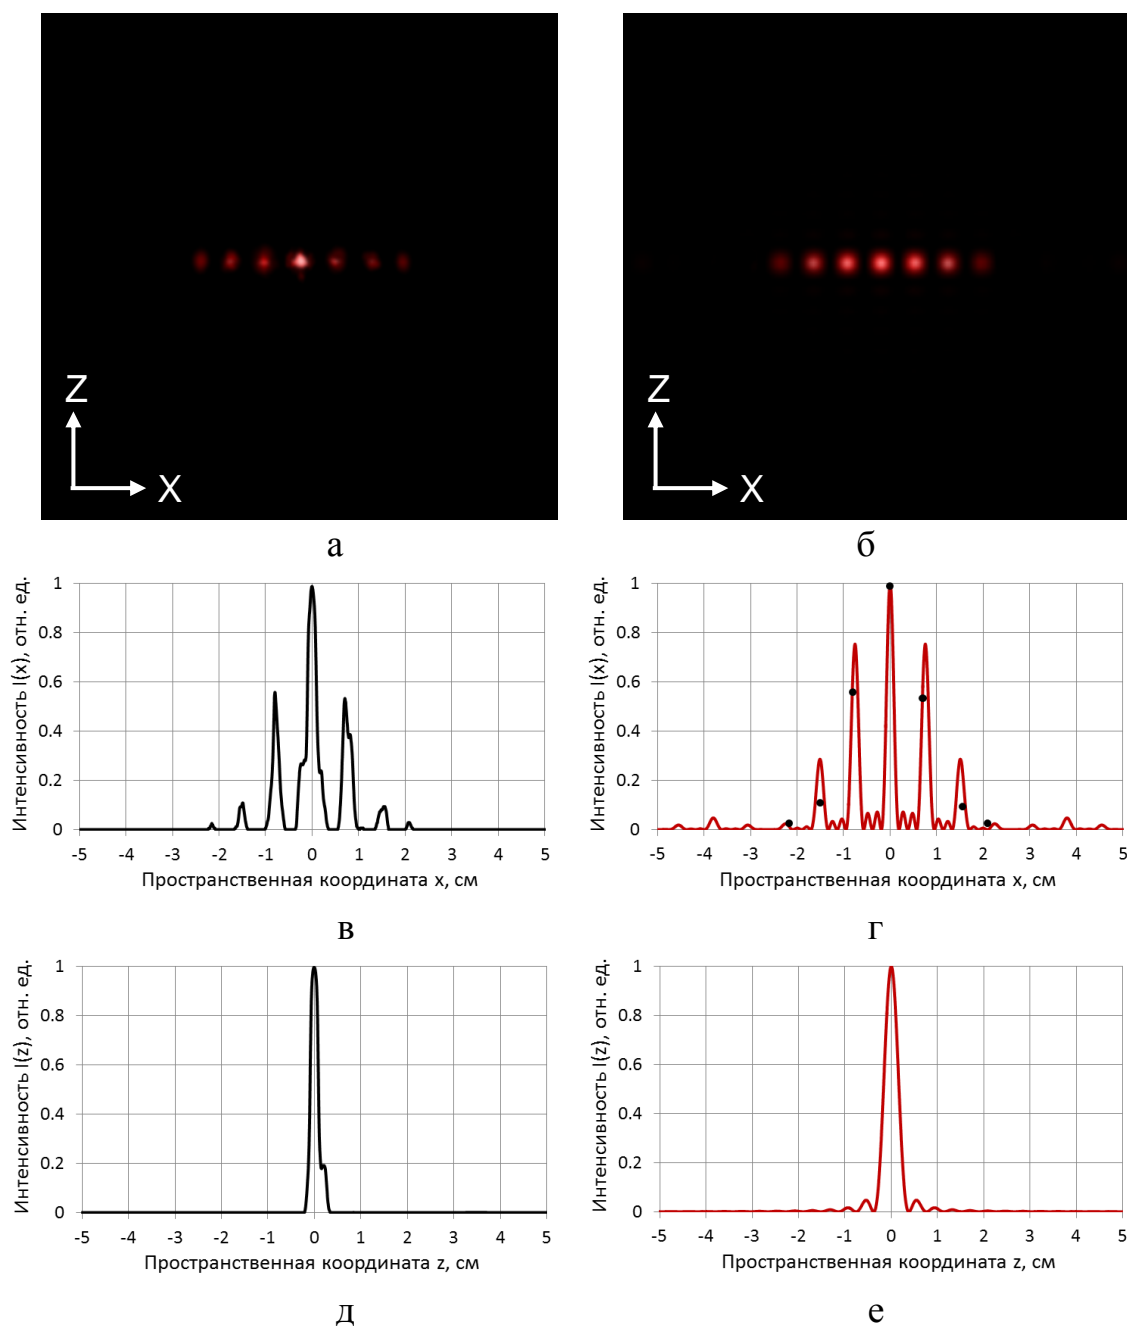 Z
X
Z
X
а
б
Интенсивность I(x), отн. ед.
1
0.8
0.6
0.4
0.2
0
-5 -4 -3 -2 -1 0 1 2 3 4 5
Пространственная координата x, см
Интенсивность I(x), отн. ед.
1
0.8
0.6
0.4
0.2
0
-5 -4 -3 -2 -1 0 1 2 3 4 5
Пространственная координата x, см
в
г
Интенсивность I(z), отн. ед.
1
0.8
0.6
0.4
0.2
0
-5 -4 -3 -2 -1 0 1 2 3 4 5
Пространственная координата z, см
Интенсивность I(z), отн. ед.
1
0.8
0.6
0.4
0.2
0
-5 -4 -3 -2 -1 0 1 2 3 4 5
Пространственная координата z, см
д
е